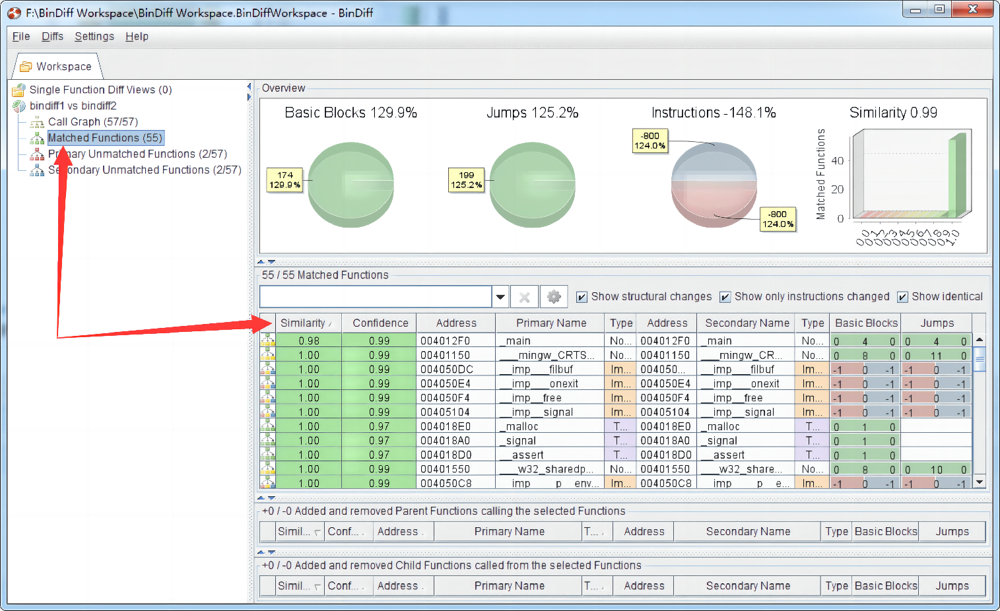 F:\BinDiff Workspace\BinDiff Workspace.BinDiffWorkspace - BinDiff
File Diffs Settings Help
Workspace
Single Function Diff Views (0)
bindiff1 vs bindiff2
Call Graph (57/57)
Matched Functions (55)
Primary Unmatched Functions (2/57)
Secondary Unmatched Functions (2/57)
Overview
Basic Blocks 129.9% Jumps 125.2% Instructions -148.1% Similarity 0.99
174
129.9%
199
125.2%
-800
124.0%
-800
124.0%
Matched Functions
40
20
0
0.0 0.1 0.2 0.3 0.4 0.5 0.6 0.7 0.8 0.9 1.0
55 / 55 Matched Functions
Show structural changes Show only instructions changed Show identical
Similarity Confidence Address Primary Name Type Address Secondary Name Type Basic Blocks Jumps
0.98 0.99 004012F0 _main No... 004012F0 _main No... 0 4 0 0 4 0
1.00 0.99 00401150 ___mingw_CRTS... No... 00401150 ___mingw_CR... No... 0 8 0 0 11 0
1.00 0.99 004050DC __imp___filbuf Im... 004050... __imp___filbuf Im... -1 0 -1 -1 0 -1
1.00 0.99 004050E4 __imp___onexit Im... 004050E4 __imp___onexit Im... -1 0 -1 -1 0 -1
1.00 0.99 004050F4 __imp__free Im... 004050F4 __imp__free Im... -1 0 -1 -1 0 -1
1.00 0.99 00405104 __imp__signal Im... 00405104 __imp__signal Im... -1 0 -1 -1 0 -1
1.00 0.97 004018E0 _malloc T... 004018E0 _malloc T... 0 1 0
1.00 0.97 004018A0 _signal T... 004018A0 _signal T... 0 1 0
1.00 0.97 004018D0 __assert T... 004018D0 __assert T... 0 1 0
1.00 0.99 00401550 ___w32_sharedp... No... 00401550 ___w32_share... No... 0 8 0 0 10 0
1.00 0.99 004050C8 __imp____p__env... Im... 004050C8 __imp____p__e... Im... -1 0 -1 -1 0 -1
+0 / -0 Added and removed Parent Functions calling the selected Functions
Simil... Conf... Address Primary Name T... Address Secondary Name Type Basic Blocks Jumps
+0 / -0 Added and removed Child Functions called from the selected Functions
Simil... Conf... Address Primary Name T... Address Secondary Name Type Basic Blocks Jumps